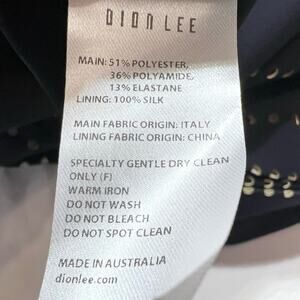 DION LEE
MAIN: 51% POLYESTER,
36% POLYAMIDE,
13% ELASTANE
LINING: 100% SILK
MAIN FABRIC ORIGIN: ITALY
LINING FABRIC ORIGIN: CHINA
SPECIALTY GENTLE DRY CLEAN
ONLY (F)
WARM IRON
DO NOT WASH
DO NOT BLEACH
DO NOT SPOT CLEAN
MADE IN AUSTRALIA
dionlee.com